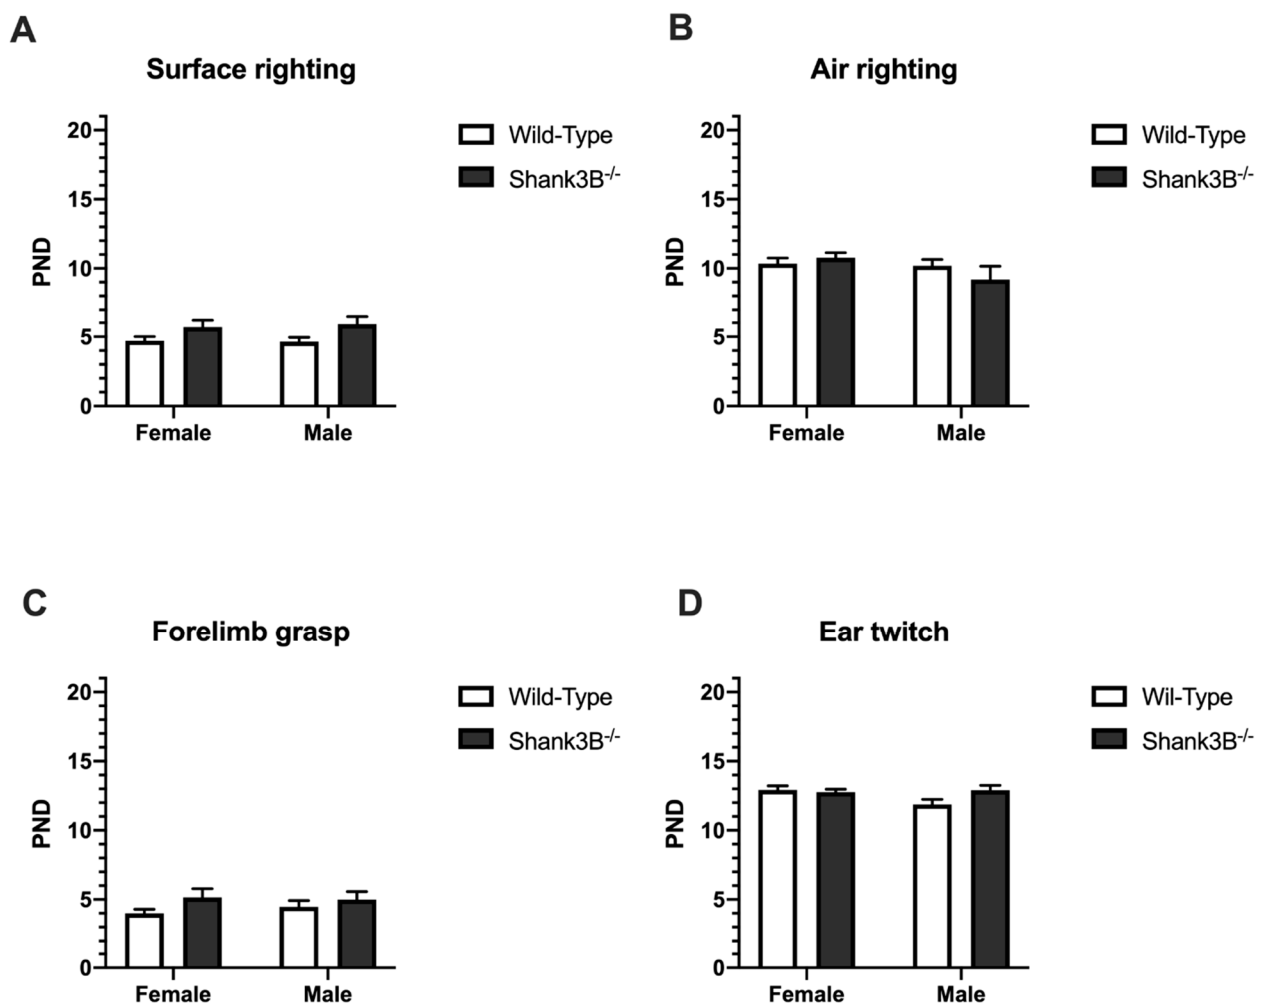 A
Surface righting
20
15
10
5
0
PND
Female Male
Wild-Type
Shank3B-/-
B
Air righting
20
15
10
5
0
PND
Female Male
Wild-Type
Shank3B-/-
C
Forelimb grasp
20
15
10
5
0
PND
Female Male
Wild-Type
Shank3B-/-
D
Ear twitch
20
15
10
5
0
PND
Female Male
Wil-Type
Shank3B-/-